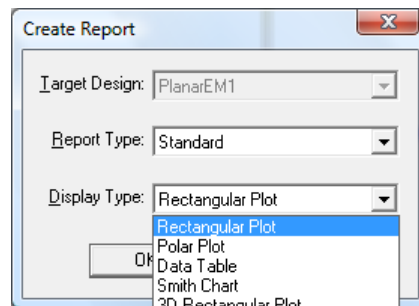 Create Report
Target Design: PlanarEM1
Report Type: Standard
Display Type: Rectangular Plot
Rectangular Plot
Polar Plot
Data Table
Smith Chart
3D Rectangular Plot